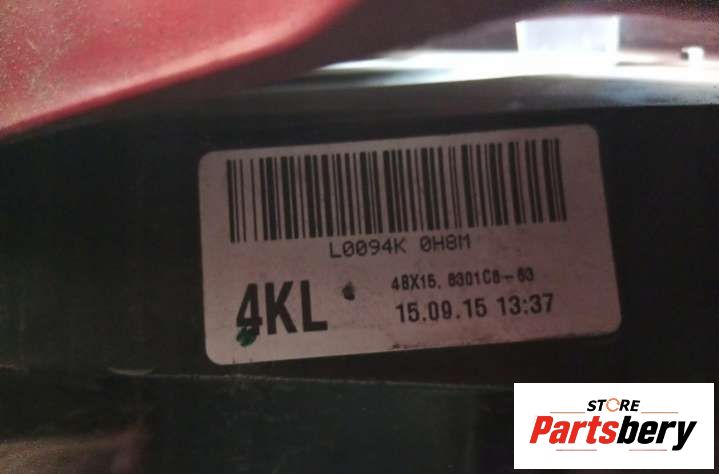 L0094K 0H8M
4KL
15.09.15 13:37
STORE
Partsbery